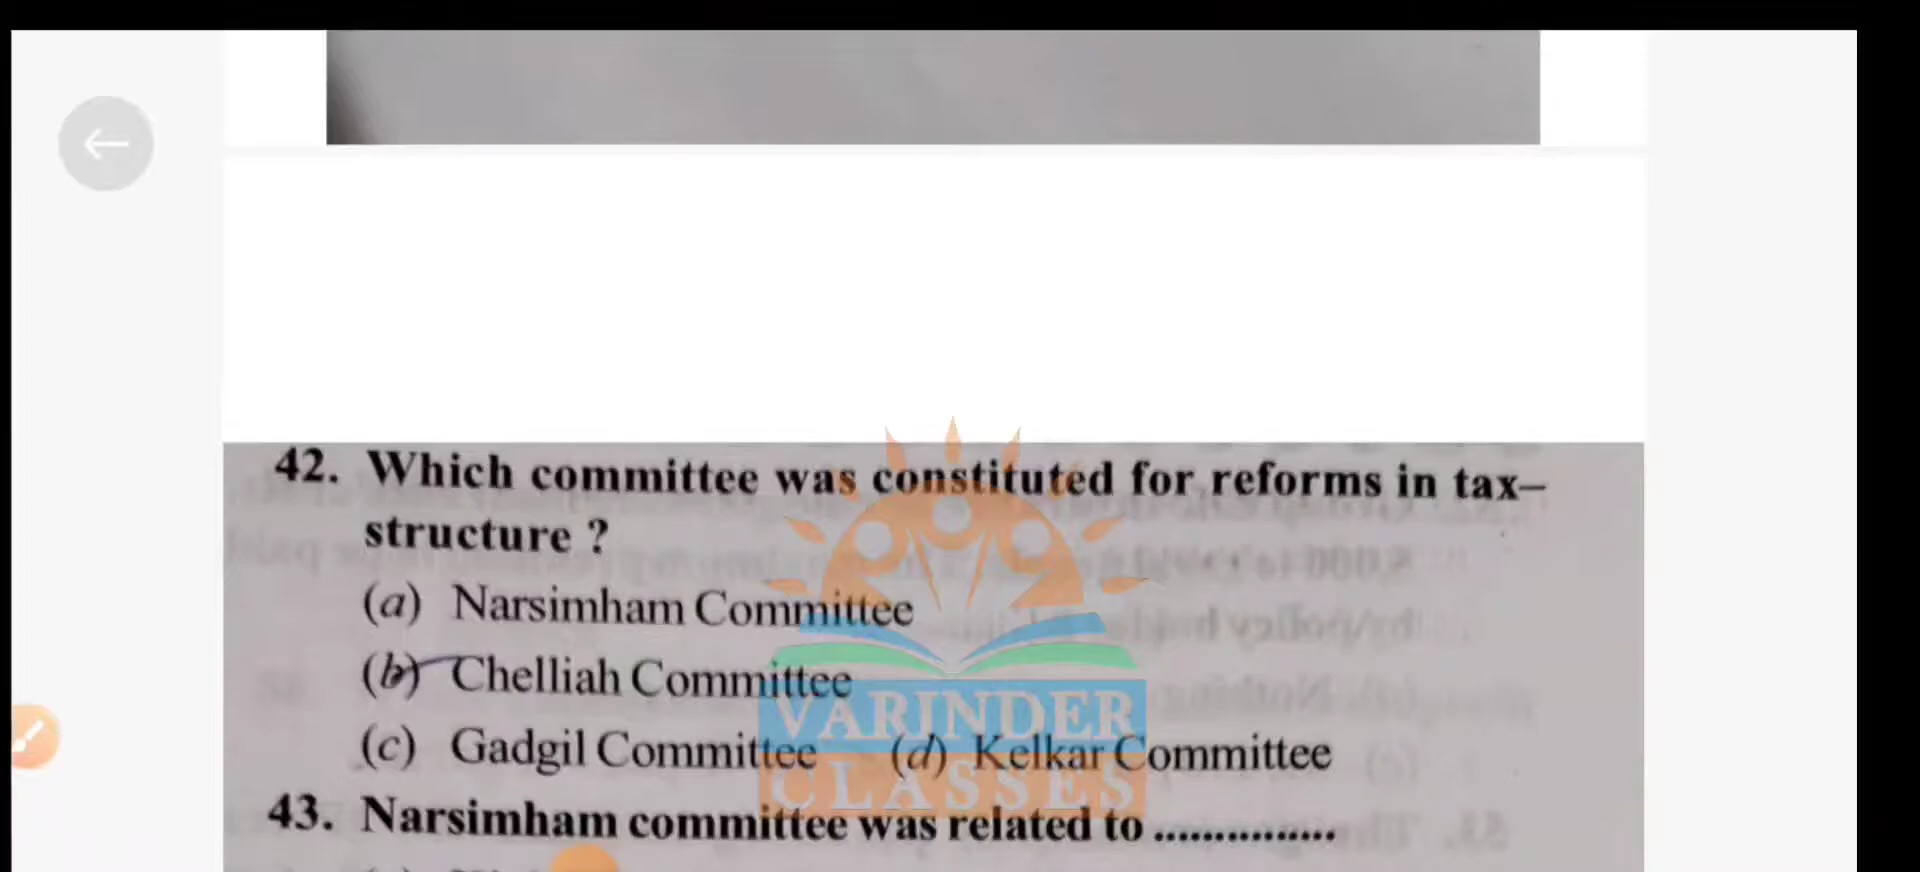 42. Which committee was constituted for reforms in tax–
structure ?
(a) Narsimham Committee
(b) Chelliah Committee
(c) Gadgil Committee (d) Kelkar Committee
VARINDER
CLASSES
43. Narsimham committee was related to ...............